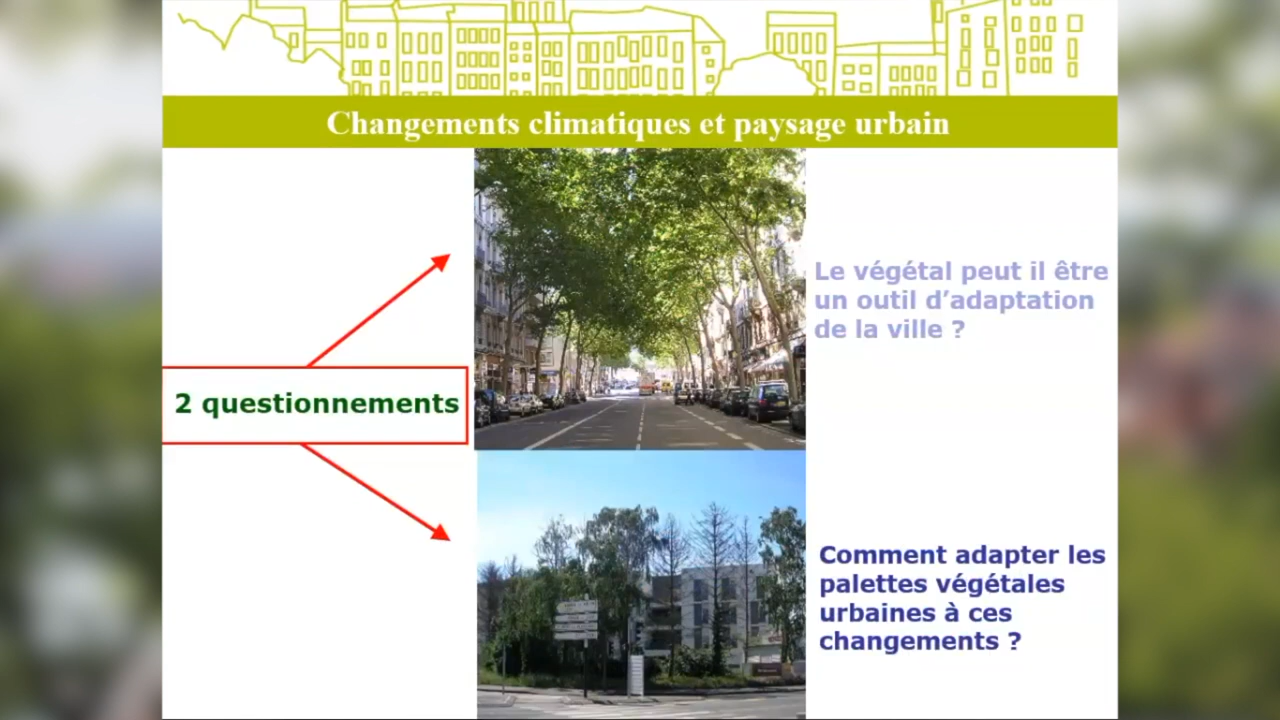 Changements climatiques et paysage urbain
Le végétal peut il être
un outil d’adaptation
de la ville ?
2 questionnements
Comment adapter les
palettes végétales
urbaines à ces
changements ?